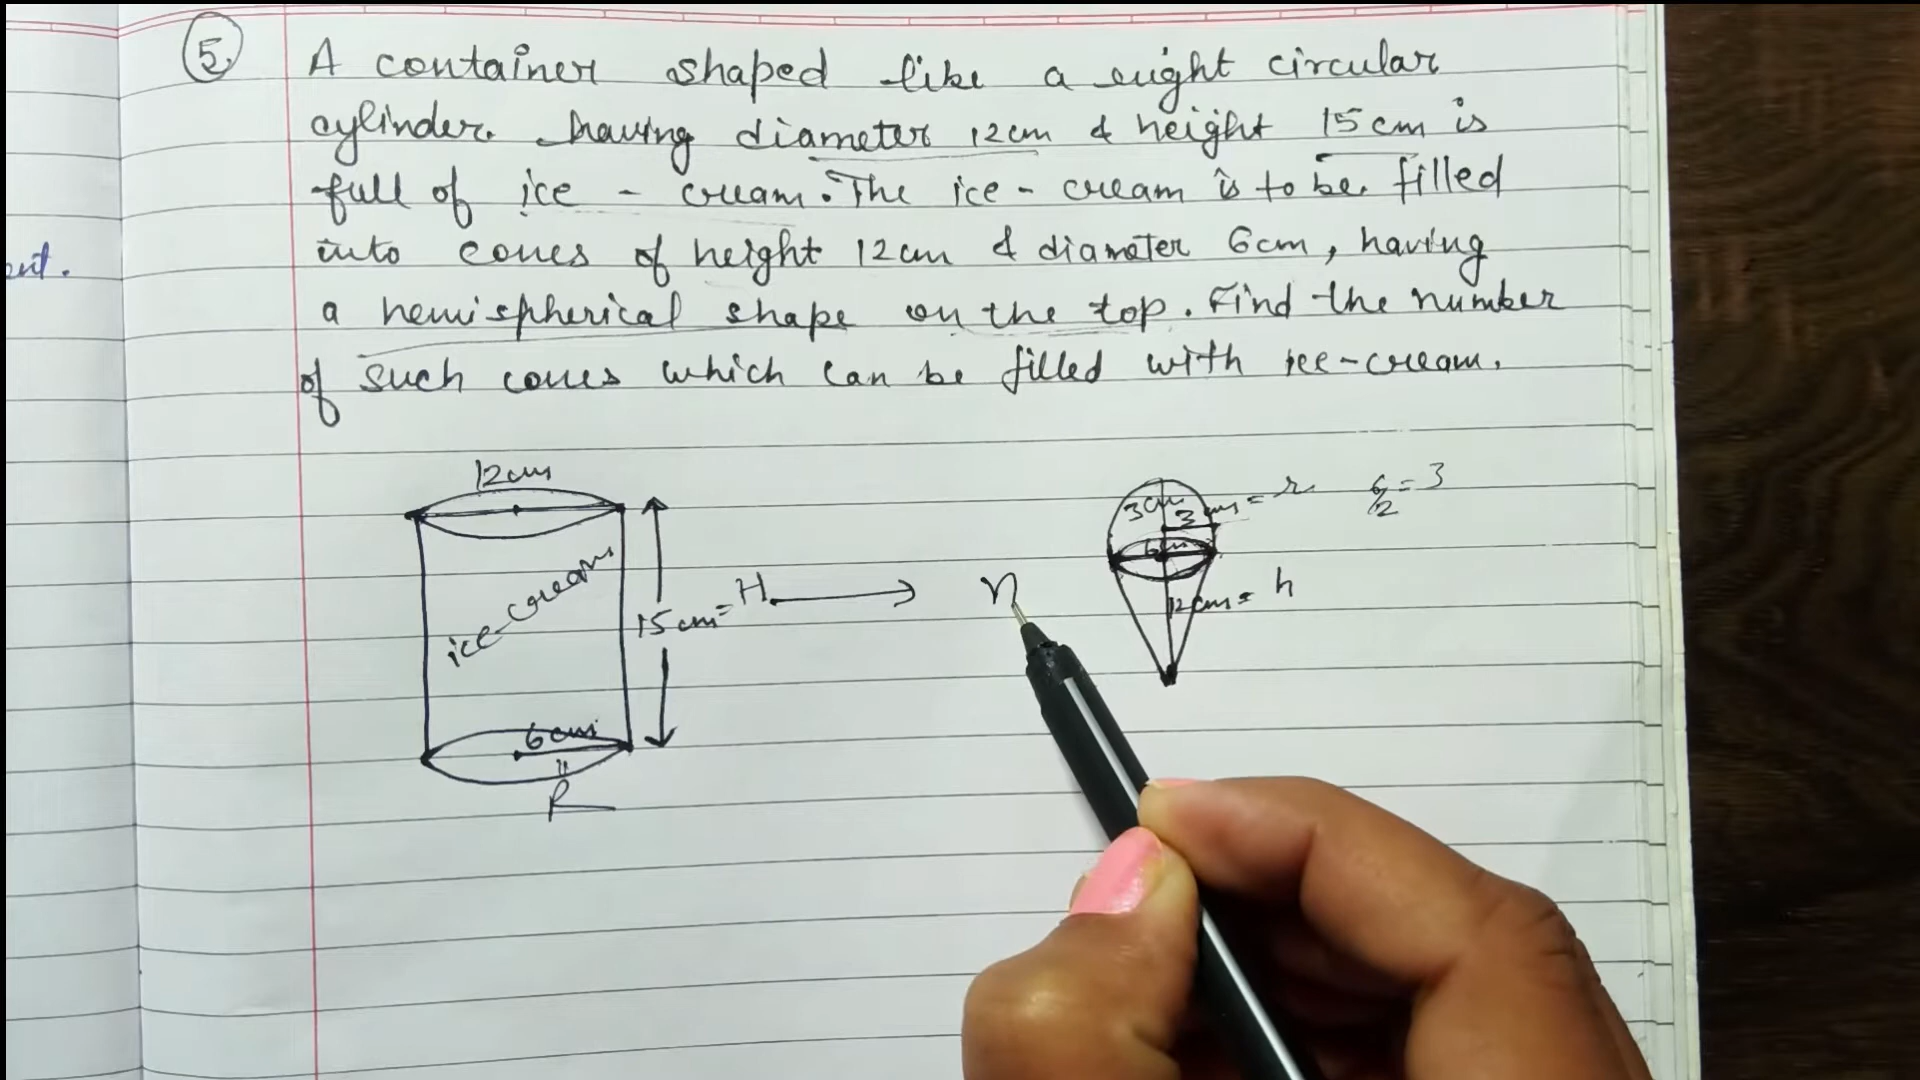 5.
A container shaped like a right circular
cylinder having diameter 12cm & height 15cm is
full of ice - cream. The ice - cream is to be filled
into cones of height 12cm & diameter 6cm, having
a hemispherical shape on the top. Find the number
of such cones which can be filled with ice-cream.
ent.
12cm
ice-cream
15cm = H
6cm
=
R
n
3cm
3cm = r
6/2 = 3
6cm
12cm = h